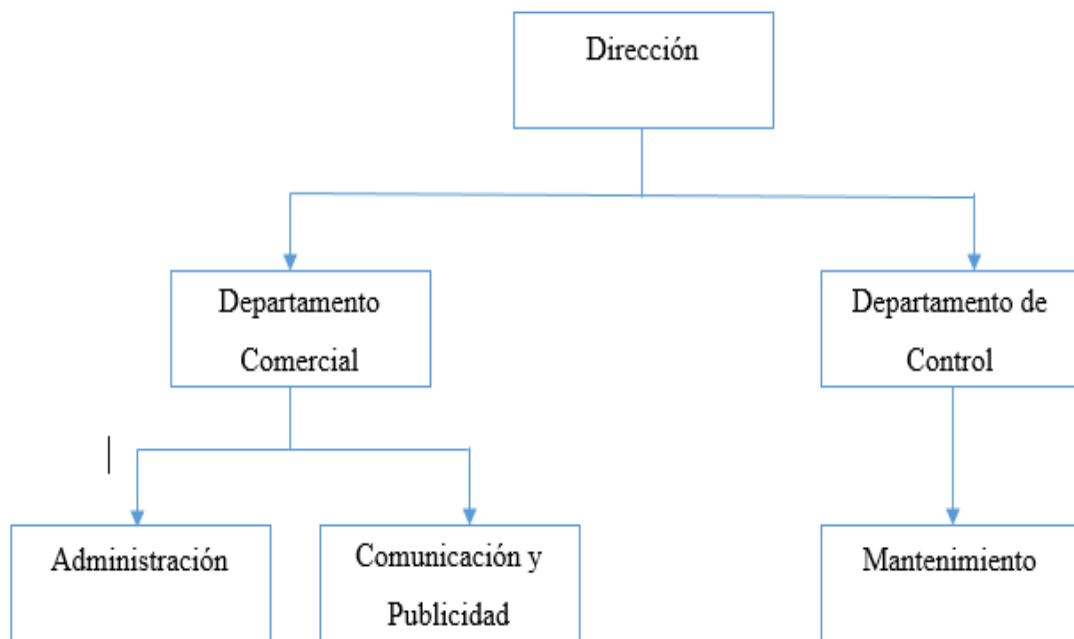 Dirección
Departamento
Comercial
Departamento de
Control
Administración
Comunicación y
Publicidad
Mantenimiento